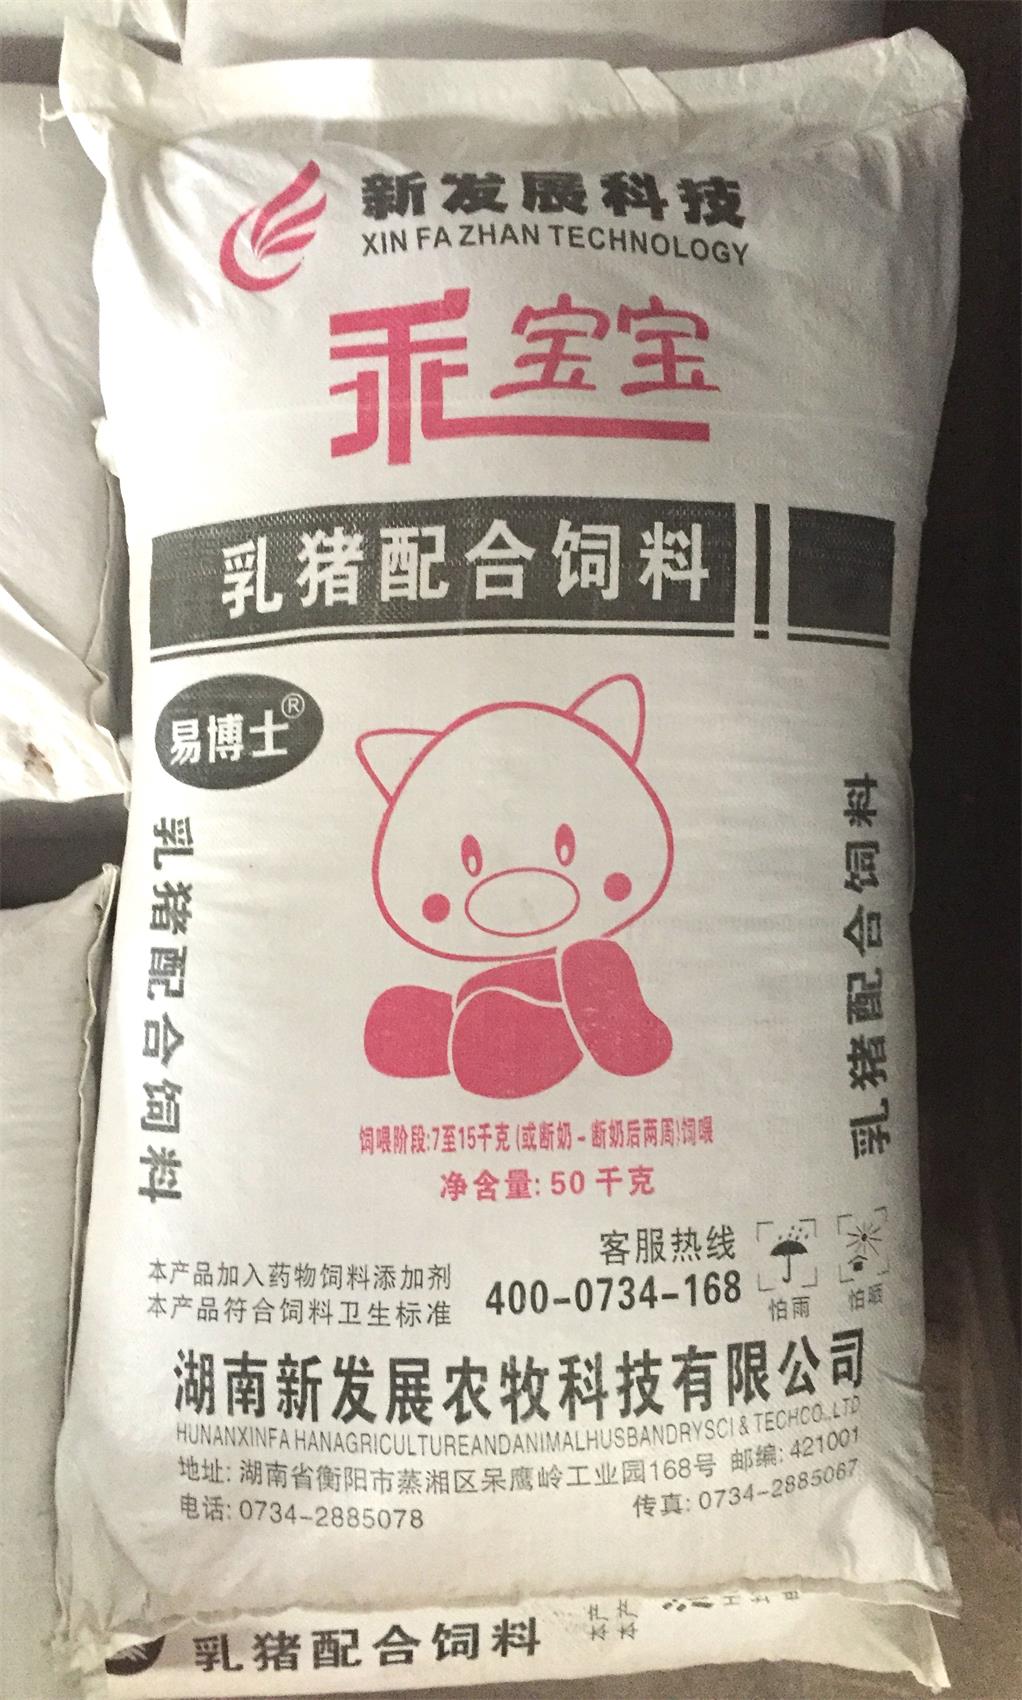 新发展科技
XIN FA ZHAN TECHNOLOGY
乖宝宝
乳猪配合饲料
易博士®
乳猪配合饲料
乳猪配合饲料
饲喂阶段:7至15千克(或断奶-断奶后两周)饲喂
净含量:50千克
客服热线
400-0734-168
本产品加入药物饲料添加剂
本产品符合饲料卫生标准
怕雨
怕晒
湖南新发展农牧科技有限公司
HUNANXINFAHANAGRICULTUREANDANIMALHUSBANDRYSCI&TECHCO.,LTD
地址:湖南省衡阳市蒸湘区呆鹰岭工业园168号 邮编:421001
电话:0734-2885078 传真:0734-2885067
乳猪配合饲料
本产
本产